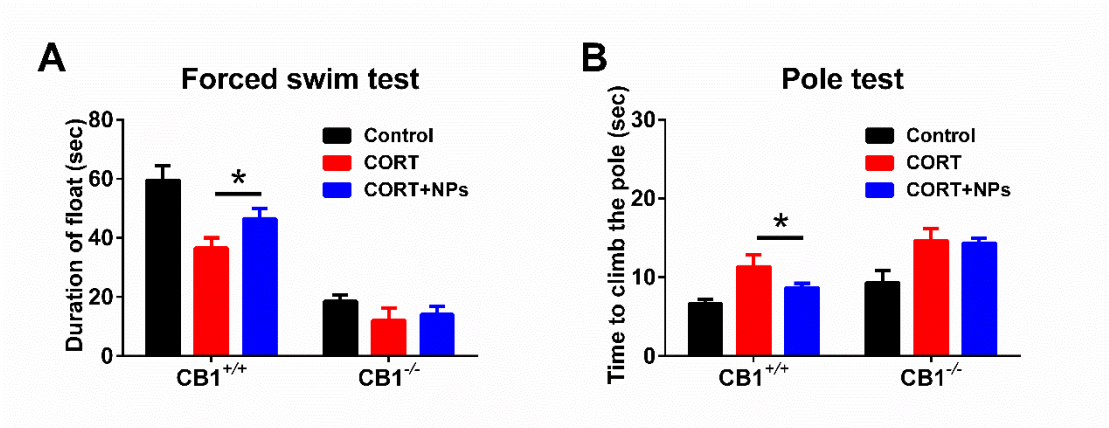 A
Forced swim test
Duration of float (sec)
80
60
40
20
0
Control
CORT
CORT+NPs
*
CB1+/+
CB1-/-
B
Pole test
Time to climb the pole (sec)
30
20
10
0
Control
CORT
CORT+NPs
*
CB1+/+
CB1-/-